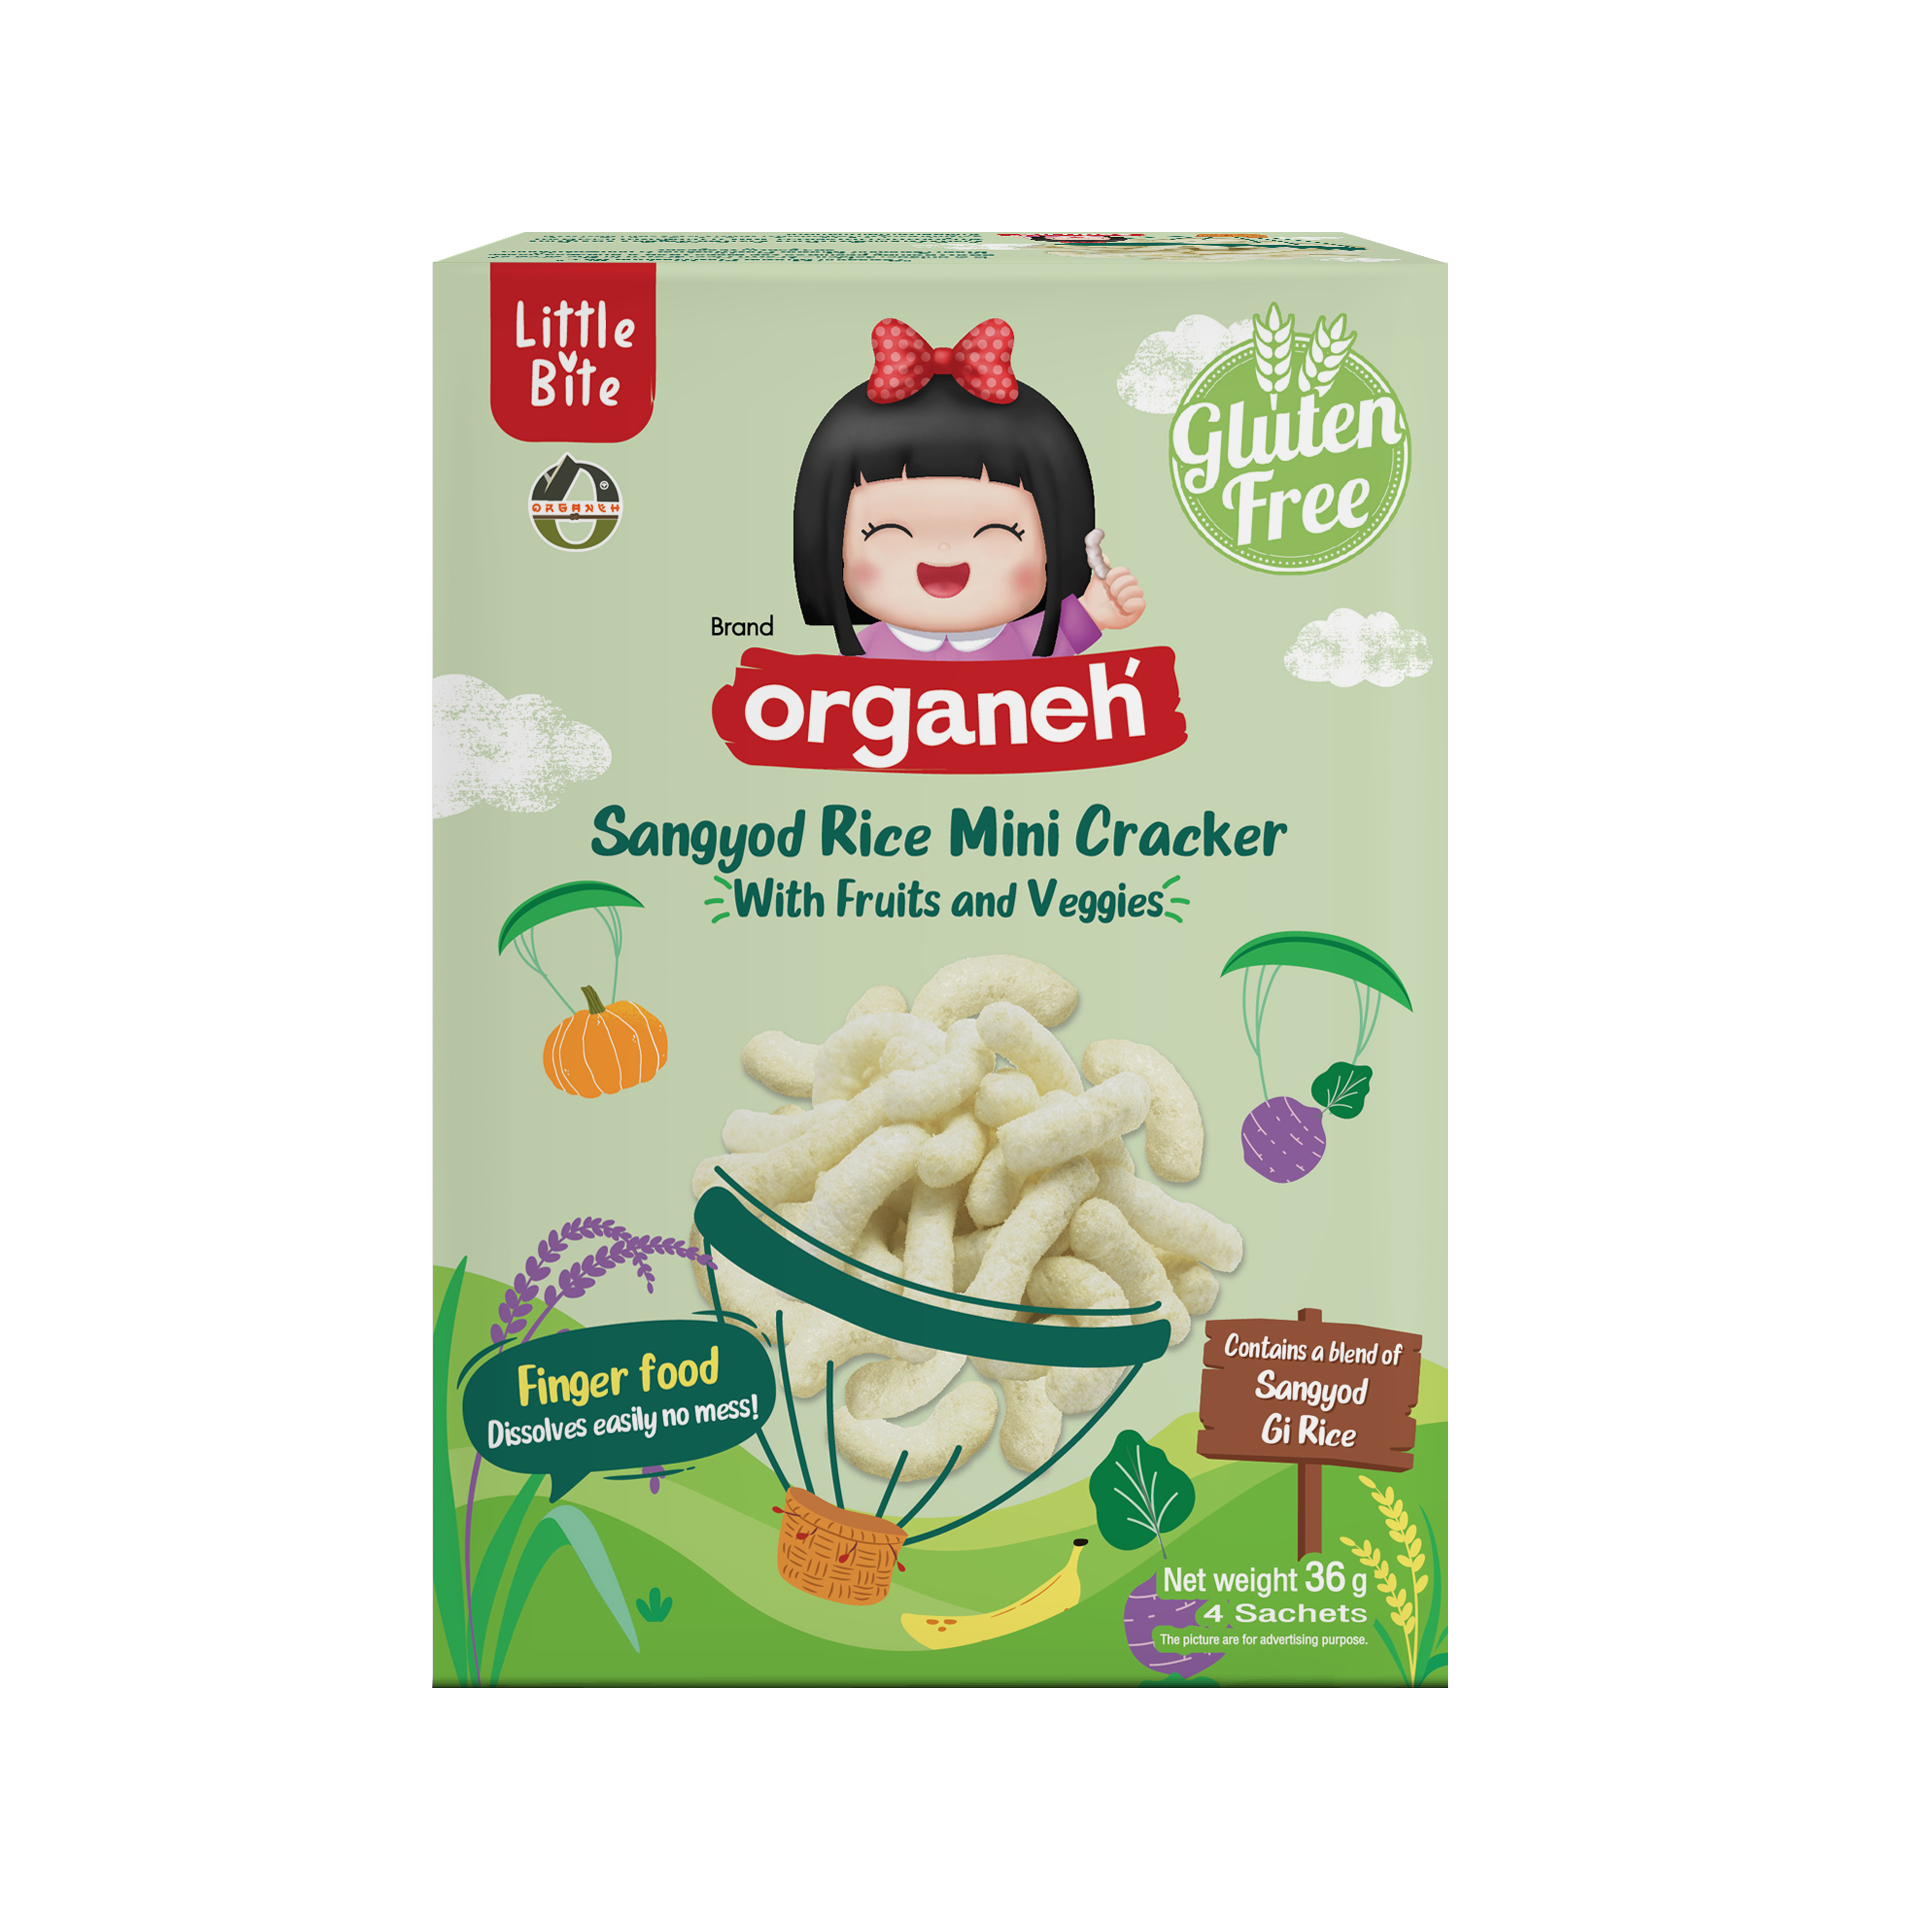 Little
Bite
ORGANEH
Gluten
Free
Brand
organeh
Sangyod Rice Mini Cracker
With Fruits and Veggies
Finger food
Dissolves easily no mess!
Contains a blend of
Sangyod
Gi Rice
Net weight 36 g
4 Sachets
The picture are for advertising purpose.